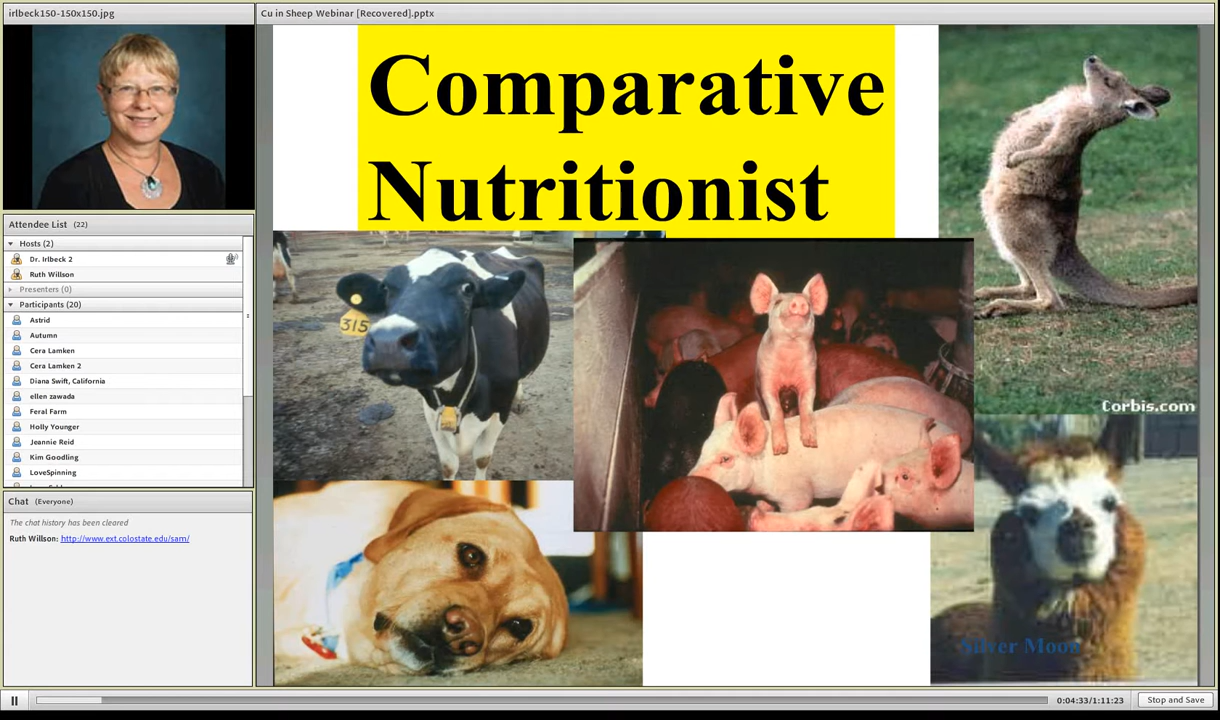 irlbeck150-150x150.jpg
Cu in Sheep Webinar [Recovered].pptx
Attendee List (22)
Hosts (2)
Dr. Irlbeck 2
Ruth Willson
Presenters (0)
Participants (20)
Astrid
Autumn
Cera Lamken
Cera Lamken 2
Diana Swift, California
ellen zawada
Feral Farm
Holly Younger
Jeannie Reid
Kim Goodling
LoveSpinning
Chat (Everyone)
The chat history has been cleared
Ruth Willson: http://www.ext.colostate.edu/sam/
Comparative
Nutritionist
315
Corbis.com
Silver Moon
0:04:33/1:11:23
Stop and Save